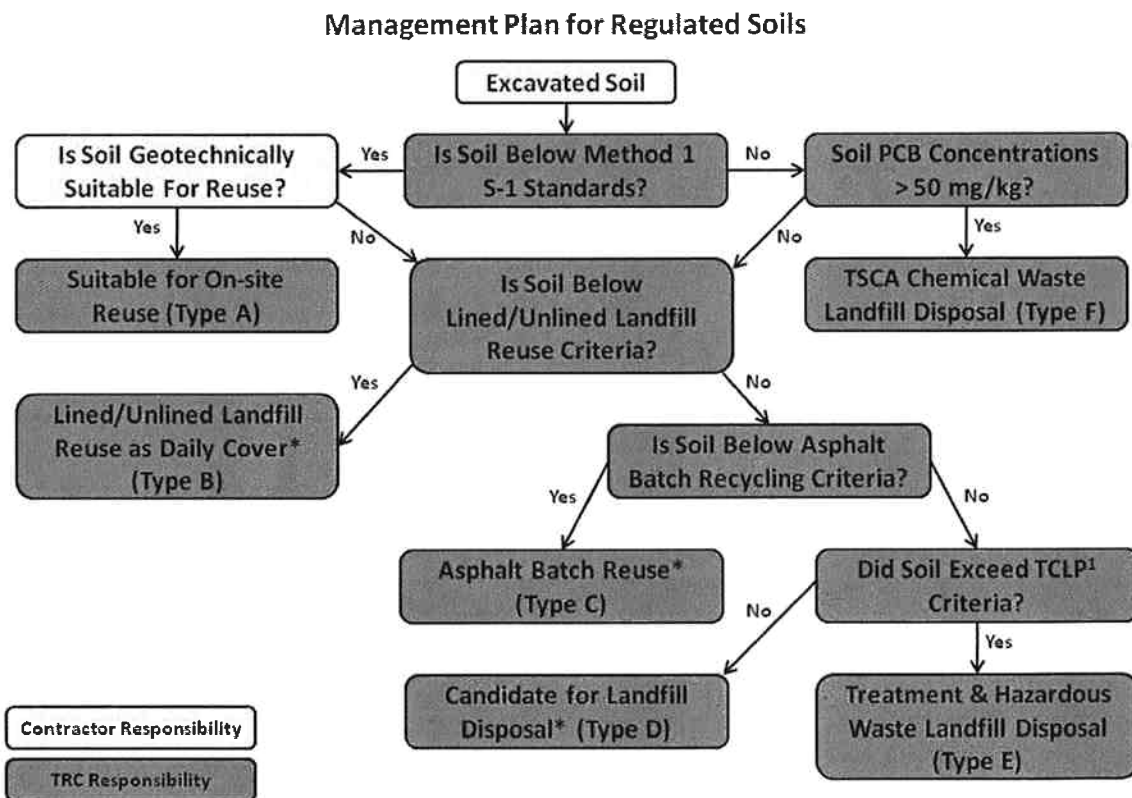 Management Plan for Regulated Soils
Excavated Soil
Is Soil Geotechnically
Suitable For Reuse?
Yes
Is Soil Below Method 1
S-1 Standards?
No
Soil PCB Concentrations
> 50 mg/kg?
Yes
No
No
Yes
Suitable for On-site
Reuse (Type A)
Is Soil Below
Lined/Unlined Landfill
Reuse Criteria?
TSCA Chemical Waste
Landfill Disposal (Type F)
Yes
No
Lined/Unlined Landfill
Reuse as Daily Cover*
(Type B)
Is Soil Below Asphalt
Batch Recycling Criteria?
Yes
No
Asphalt Batch Reuse*
(Type C)
Did Soil Exceed TCLP¹
Criteria?
No
Yes
Candidate for Landfill
Disposal* (Type D)
Treatment & Hazardous
Waste Landfill Disposal
(Type E)
Contractor Responsibility
TRC Responsibility